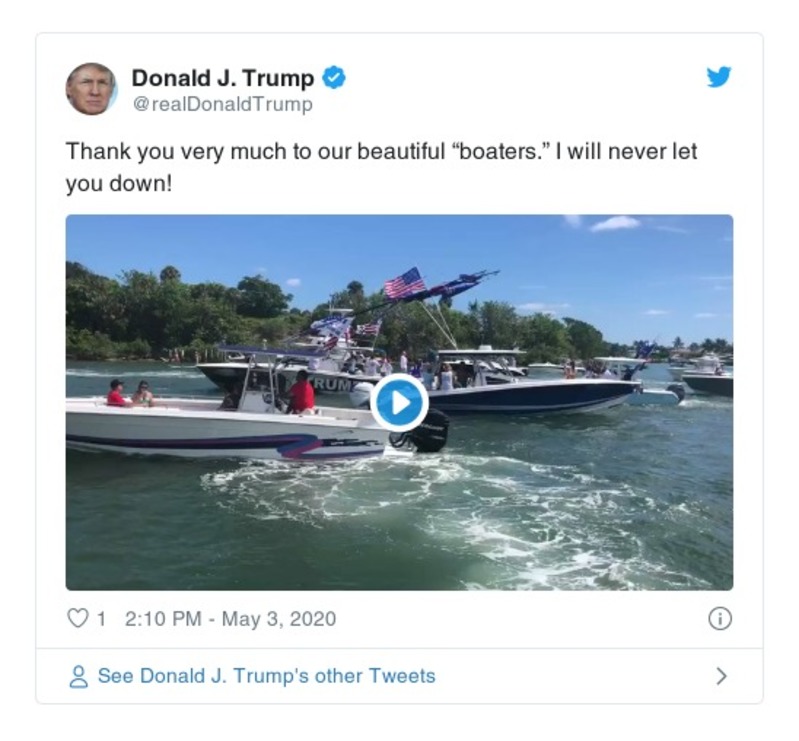 Donald J. Trump
@realDonaldTrump
Thank you very much to our beautiful “boaters.” I will never let
you down!
TRUM
1 2:10 PM - May 3, 2020
See Donald J. Trump's other Tweets